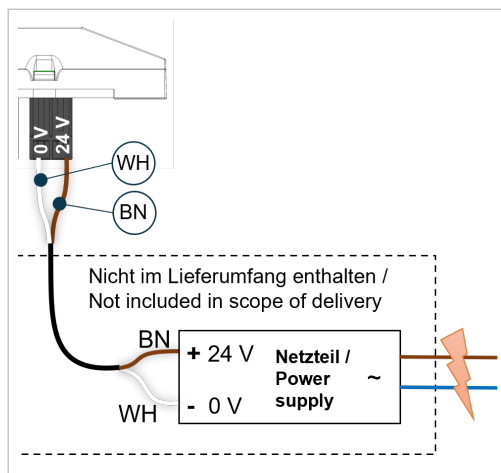 0 V
24 V
WH
BN
Nicht im Lieferumfang enthalten /
Not included in scope of delivery
BN
+ 24 V
Netzteil /
Power
supply
~
- 0 V
WH